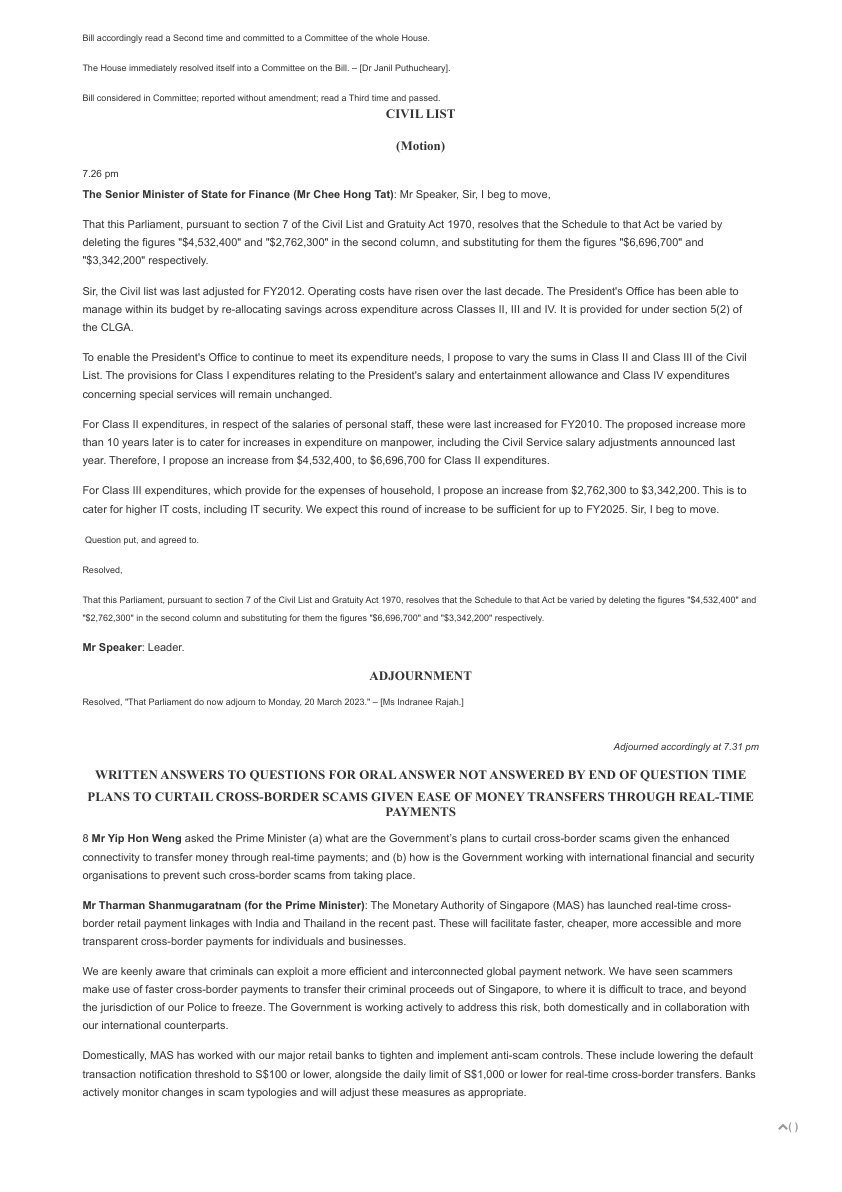 Bill accordingly read a Second time and committed to a Committee of the whole House.
The House immediately resolved itself into a Committee on the Bill. – [Dr Janil Puthucheary].
Bill considered in Committee; reported without amendment; read a Third time and passed.
CIVIL LIST
(Motion)
7.26 pm
The Senior Minister of State for Finance (Mr Chee Hong Tat): Mr Speaker, Sir, I beg to move,
That this Parliament, pursuant to section 7 of the Civil List and Gratuity Act 1970, resolves that the Schedule to that Act be varied by
deleting the figures "$4,532,400" and "$2,762,300" in the second column, and substituting for them the figures "$6,696,700" and
"$3,342,200" respectively.
Sir, the Civil list was last adjusted for FY2012. Operating costs have risen over the last decade. The President's Office has been able to
manage within its budget by re-allocating savings across expenditure across Classes II, III and IV. It is provided for under section 5(2) of
the CLGA.
To enable the President's Office to continue to meet its expenditure needs, I propose to vary the sums in Class II and Class III of the Civil
List. The provisions for Class I expenditures relating to the President's salary and entertainment allowance and Class IV expenditures
concerning special services will remain unchanged.
For Class II expenditures, in respect of the salaries of personal staff, these were last increased for FY2010. The proposed increase more
than 10 years later is to cater for increases in expenditure on manpower, including the Civil Service salary adjustments announced last
year. Therefore, I propose an increase from $4,532,400, to $6,696,700 for Class II expenditures.
For Class III expenditures, which provide for the expenses of household, I propose an increase from $2,762,300 to $3,342,200. This is to
cater for higher IT costs, including IT security. We expect this round of increase to be sufficient for up to FY2025. Sir, I beg to move.
Question put, and agreed to.
Resolved,
That this Parliament, pursuant to section 7 of the Civil List and Gratuity Act 1970, resolves that the Schedule to that Act be varied by deleting the figures "$4,532,400" and
"$2,762,300" in the second column and substituting for them the figures "$6,696,700" and "$3,342,200" respectively.
Mr Speaker: Leader.
ADJOURNMENT
Resolved, "That Parliament do now adjourn to Monday, 20 March 2023." – [Ms Indranee Rajah.]
Adjourned accordingly at 7.31 pm
WRITTEN ANSWERS TO QUESTIONS FOR ORAL ANSWER NOT ANSWERED BY END OF QUESTION TIME
PLANS TO CURTAIL CROSS-BORDER SCAMS GIVEN EASE OF MONEY TRANSFERS THROUGH REAL-TIME
PAYMENTS
8 Mr Yip Hon Weng asked the Prime Minister (a) what are the Government's plans to curtail cross-border scams given the enhanced
connectivity to transfer money through real-time payments; and (b) how is the Government working with international financial and security
organisations to prevent such cross-border scams from taking place.
Mr Tharman Shanmugaratnam (for the Prime Minister): The Monetary Authority of Singapore (MAS) has launched real-time cross-
border retail payment linkages with India and Thailand in the recent past. These will facilitate faster, cheaper, more accessible and more
transparent cross-border payments for individuals and businesses.
We are keenly aware that criminals can exploit a more efficient and interconnected global payment network. We have seen scammers
make use of faster cross-border payments to transfer their criminal proceeds out of Singapore, to where it is difficult to trace, and beyond
the jurisdiction of our Police to freeze. The Government is working actively to address this risk, both domestically and in collaboration with
our international counterparts.
Domestically, MAS has worked with our major retail banks to tighten and implement anti-scam controls. These include lowering the default
transaction notification threshold to S$100 or lower, alongside the daily limit of S$1,000 or lower for real-time cross-border transfers. Banks
actively monitor changes in scam typologies and will adjust these measures as appropriate.
( )